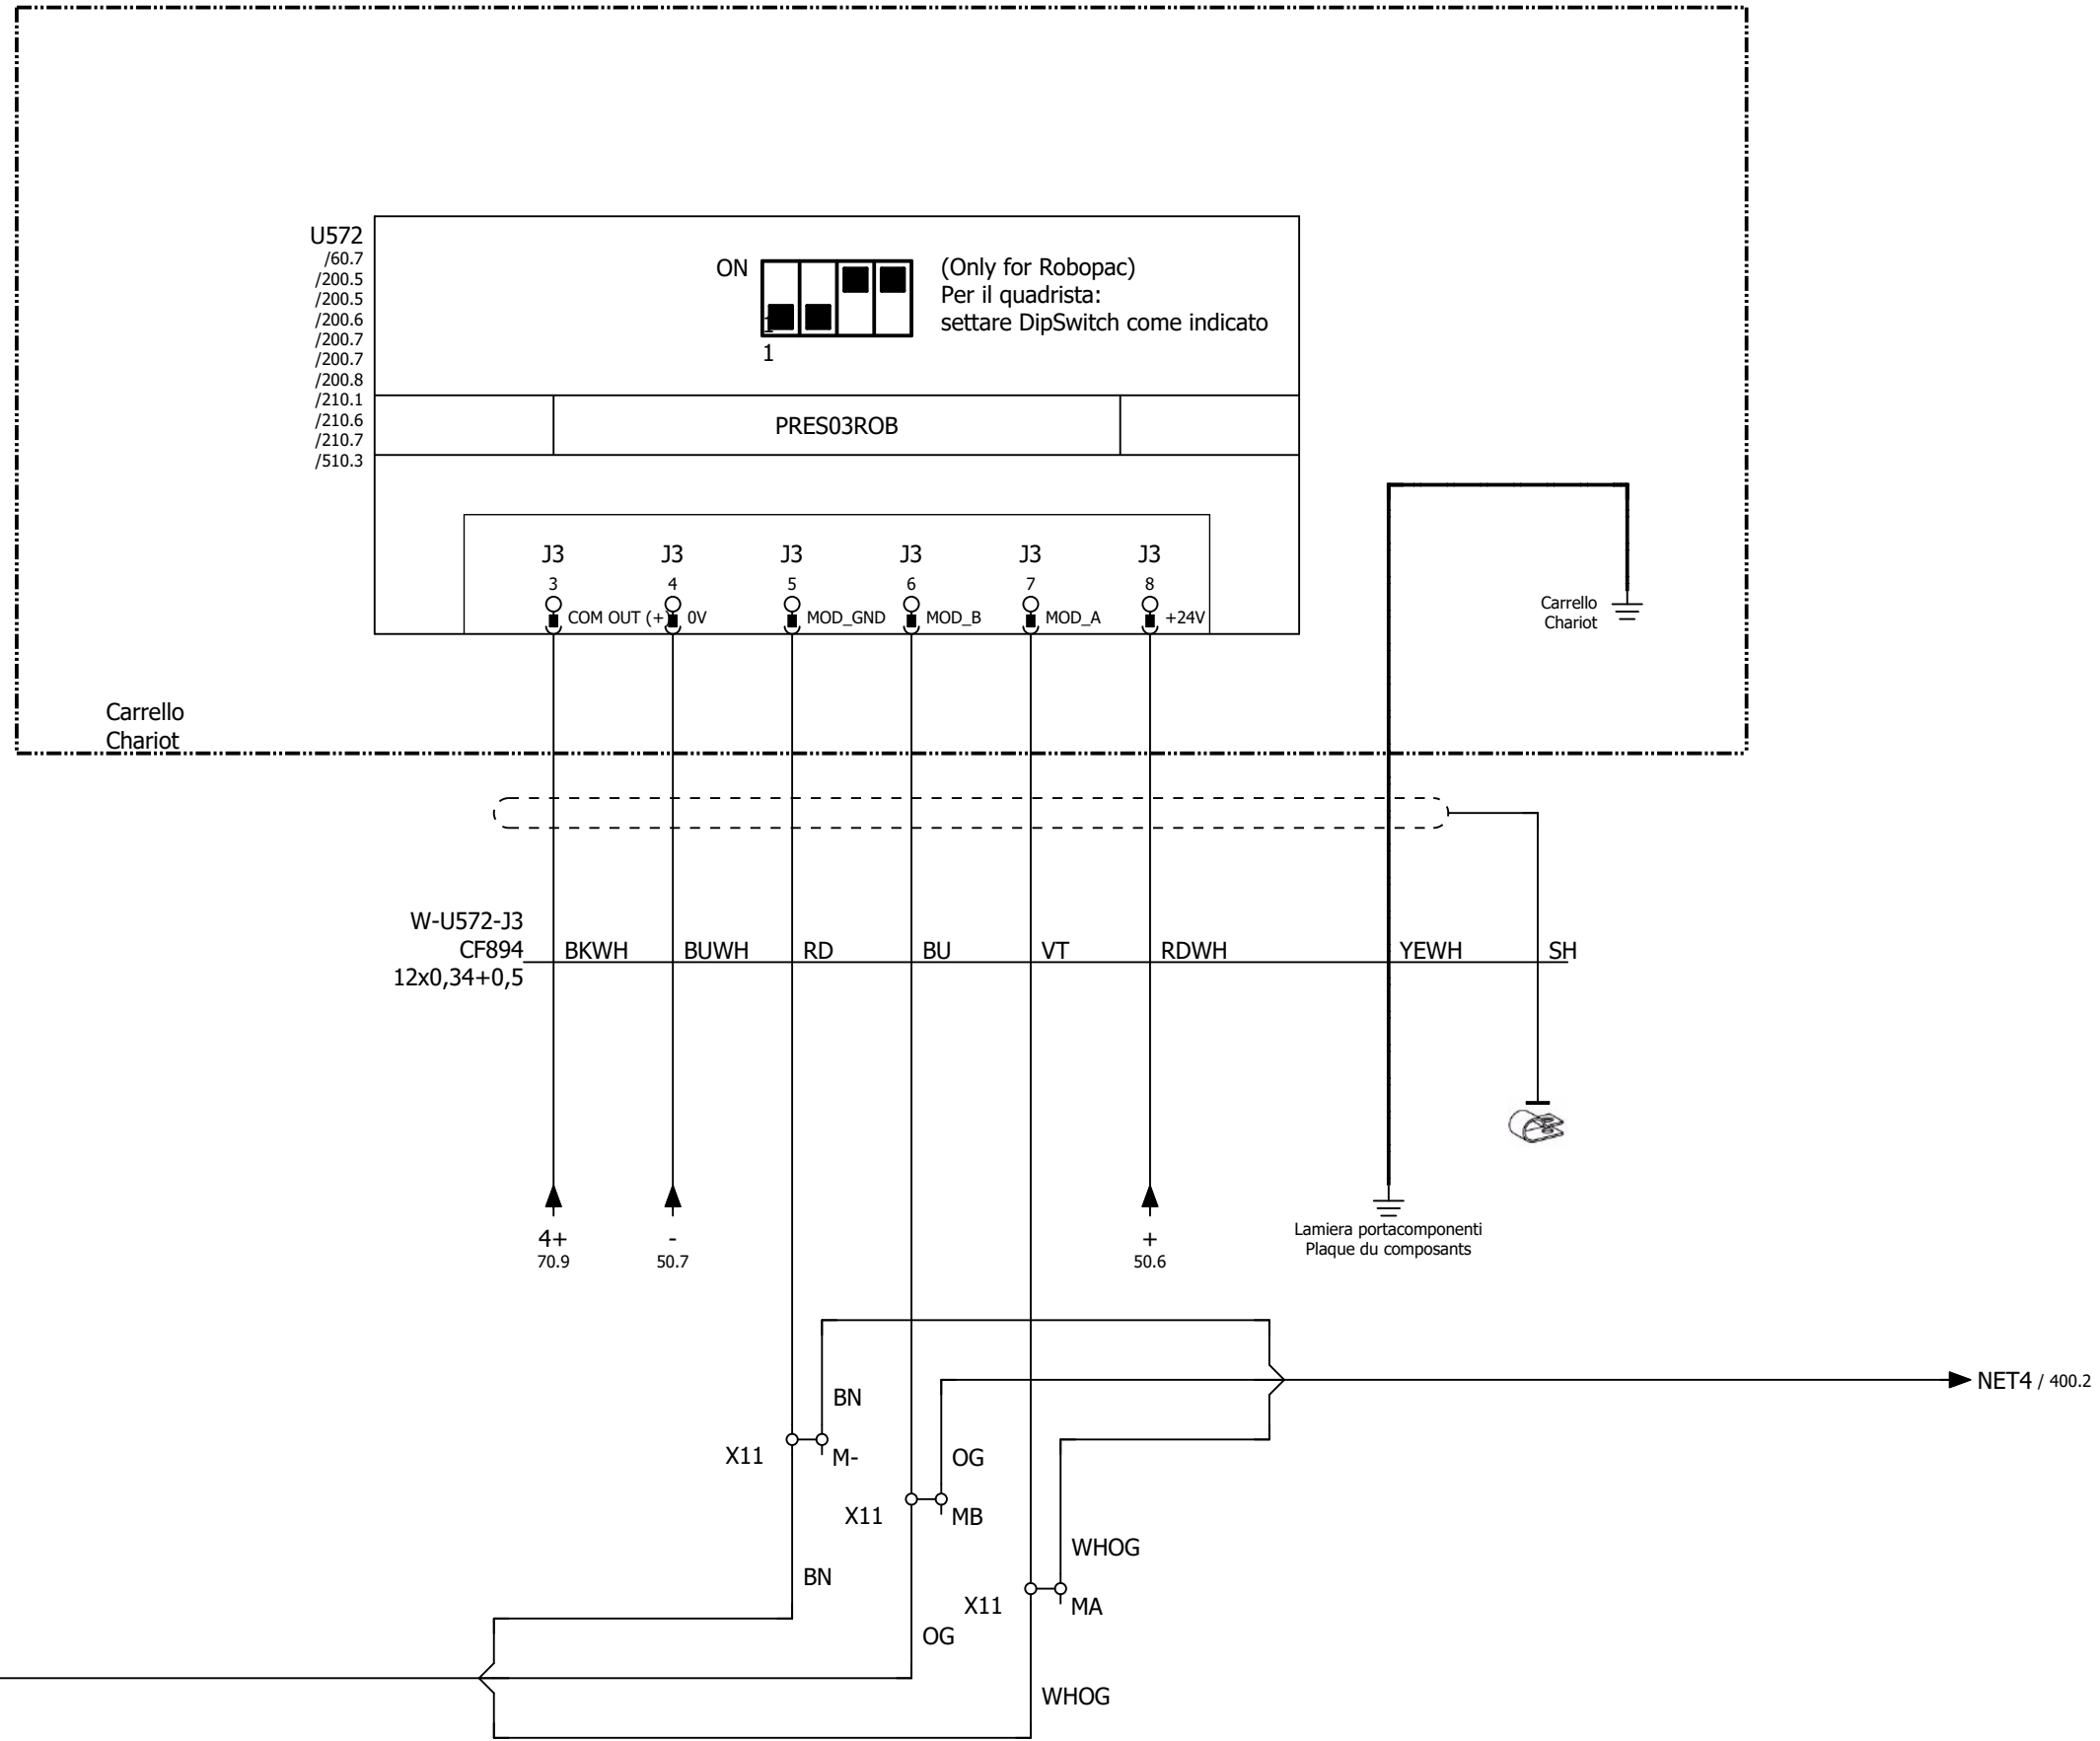 U572
/60.7
/200.5
/200.5
/200.6
/200.7
/200.7
/200.8
/210.1
/210.6
/210.7
/510.3
ON
1
1
(Only for Robopac)
Per il quadrista:
settare DipSwitch come indicato
PRES03ROB
J3 J3 J3 J3 J3 J3
3 4 5 6 7 8
COM OUT (+) 0V MOD_GND MOD_B MOD_A +24V
Carrello
Chariot
Carrello
Chariot
W-U572-J3
CF894
12x0,34+0,5
BKWH BUWH RD BU VT RDWH YEWH SH
4+
70.9
-
50.7
+
50.6
Lamiera portacomponenti
Plaque du composants
NET4 / 400.2
BN
X11 M-
OG
X11 MB
WHOG
BN
X11 MA
OG
WHOG